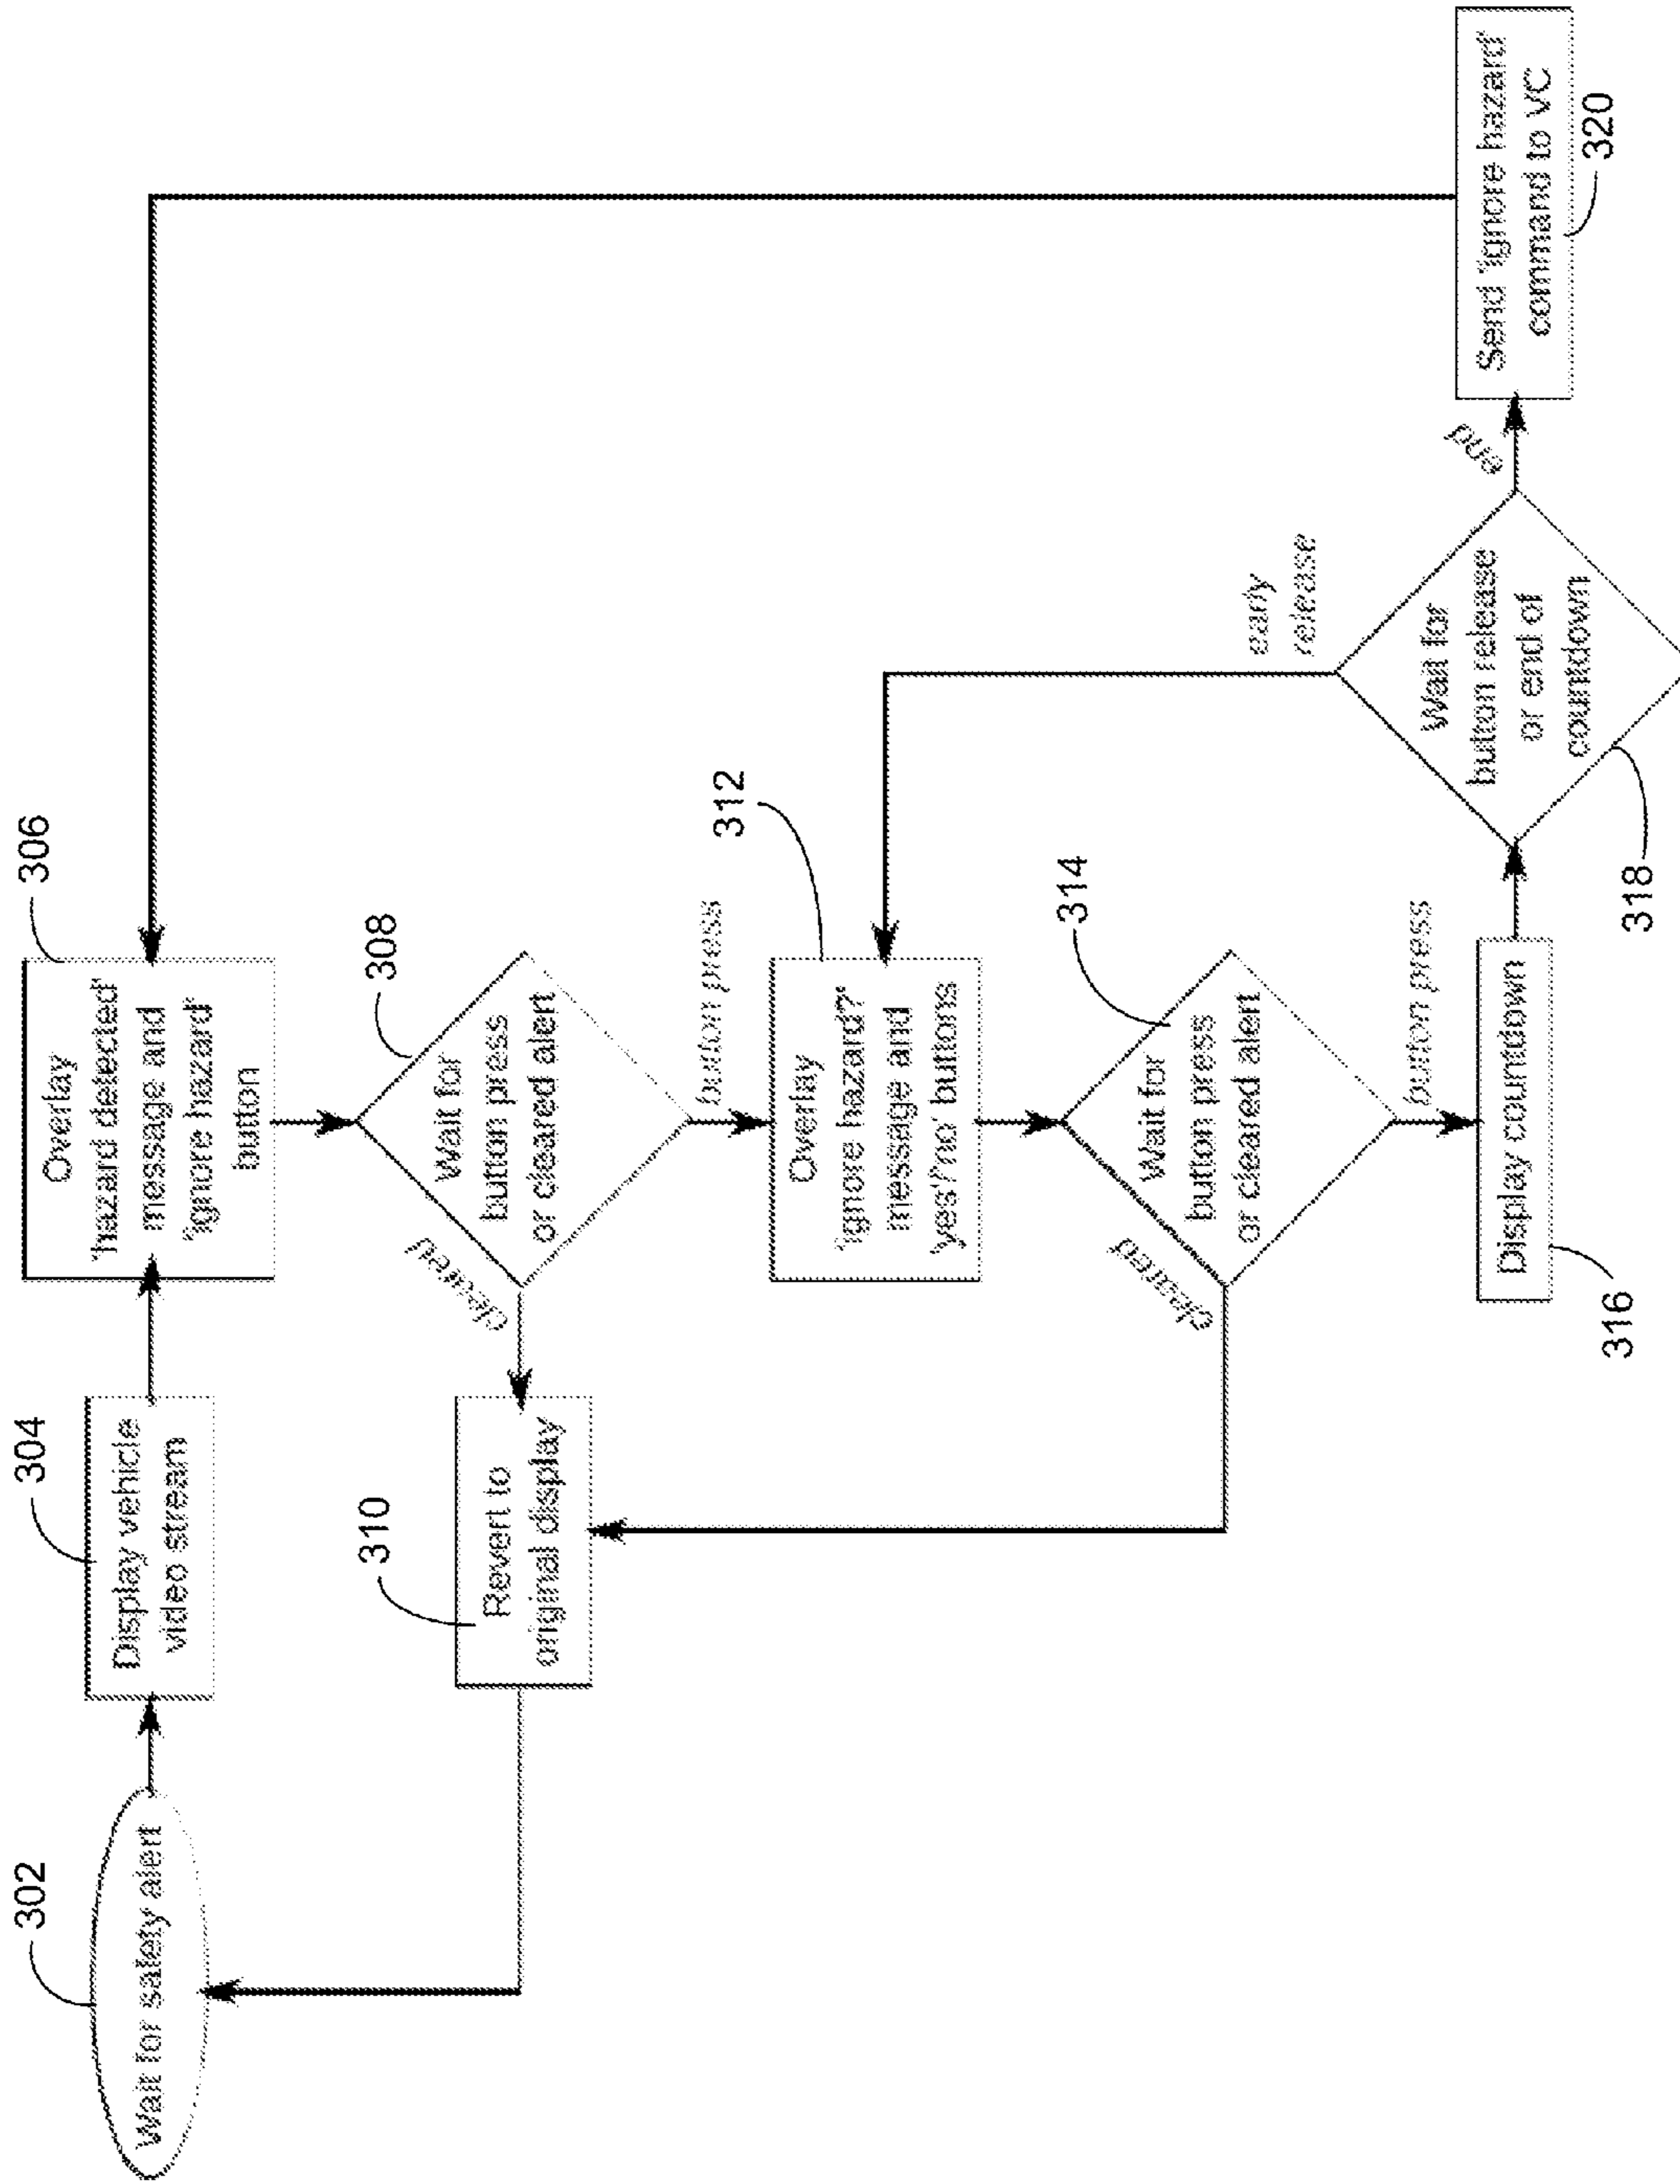 302
Wait for safety alert
304
Display vehicle
video stream
306
Overlay
'hazard detected'
message and
'ignore hazard'
button
308
Wait for
button press
or cleared alert
cleared
310
Revert to
original display
button press
312
Overlay
'ignore hazard?'
message and
'yes'/'no' buttons
314
Wait for
button press
or cleared alert
cleared
button press
316
Display countdown
318
Wait for
button release
or end of
countdown
early
release
end
Send 'ignore hazard'
command to VC
320